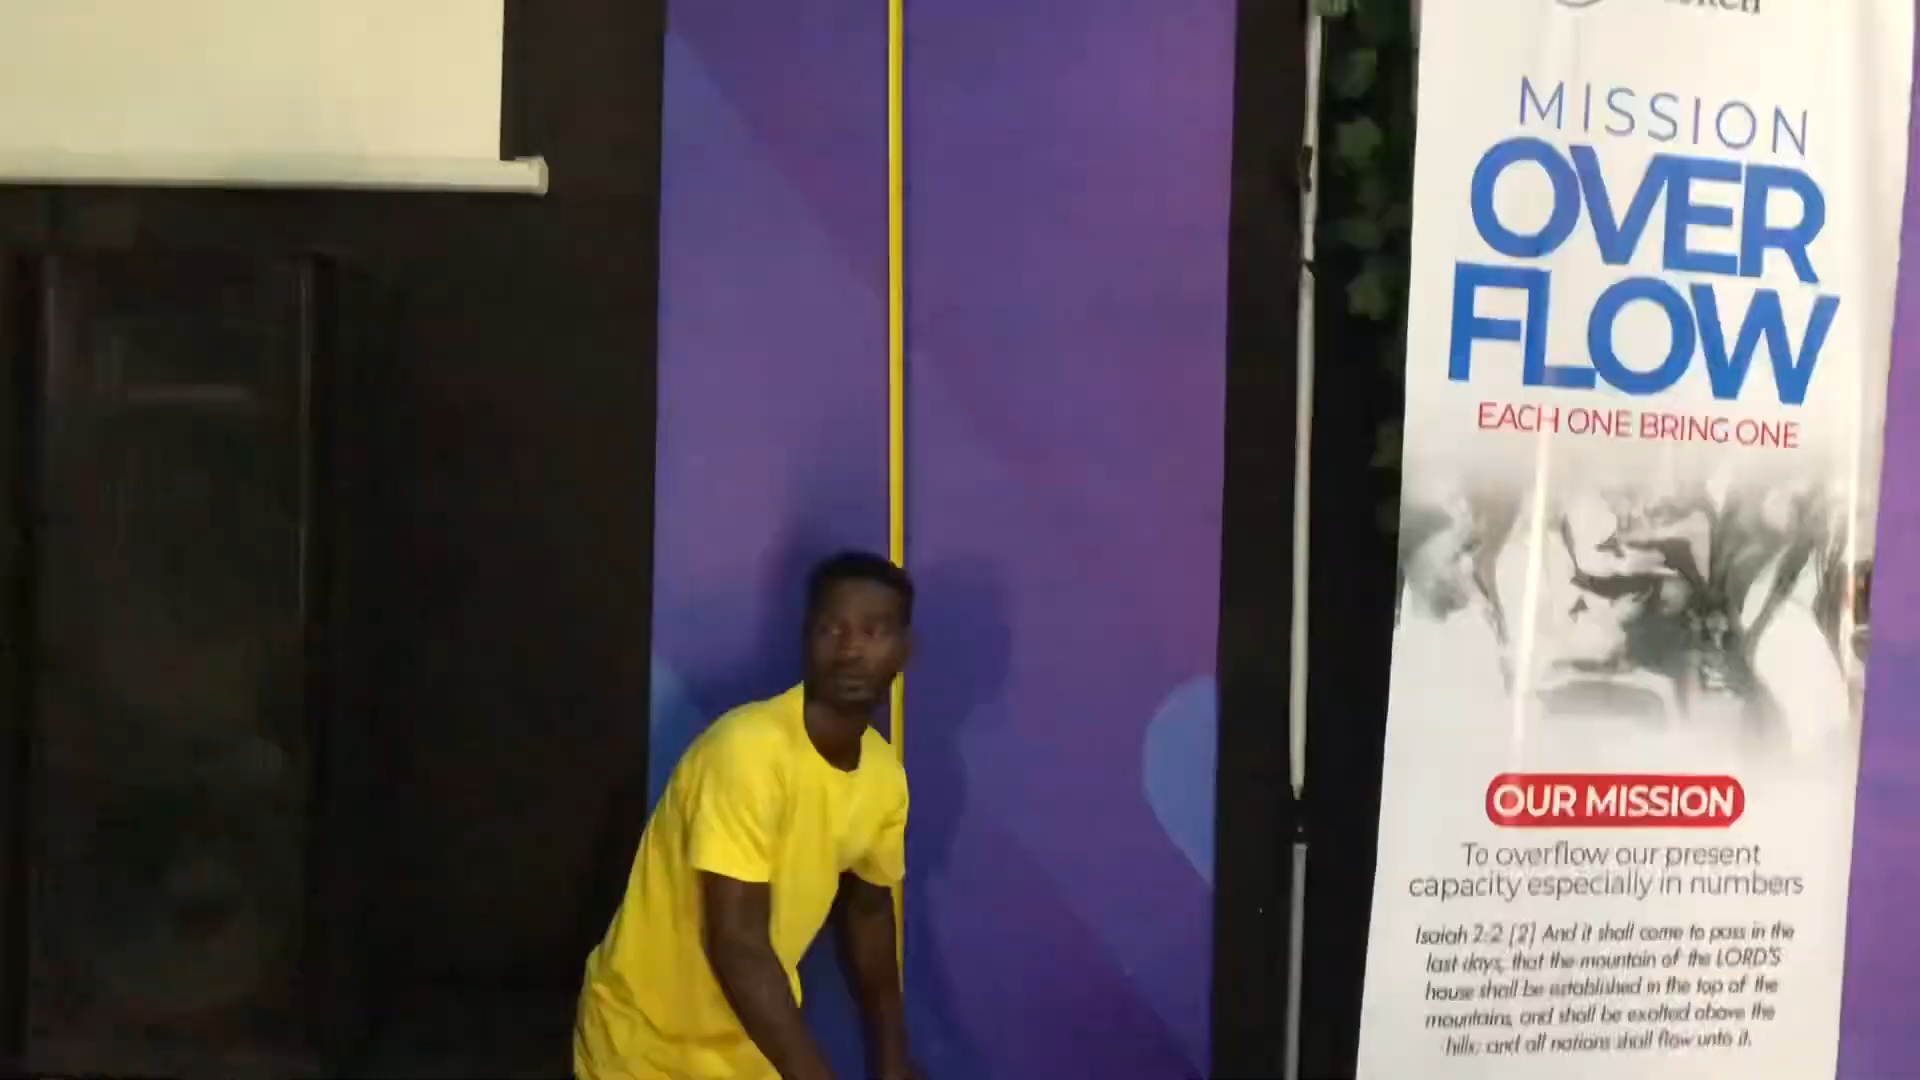 MISSION
OVER
FLOW
EACH ONE BRING ONE
OUR MISSION
To overflow our present
capacity especially in numbers
Isaiah 2:2 [2] And it shall come to pass in the
last days, that the mountain of the LORD'S
house shall be established in the top of the
mountains, and shall be exalted above the
hills; and all nations shall flow unto it.